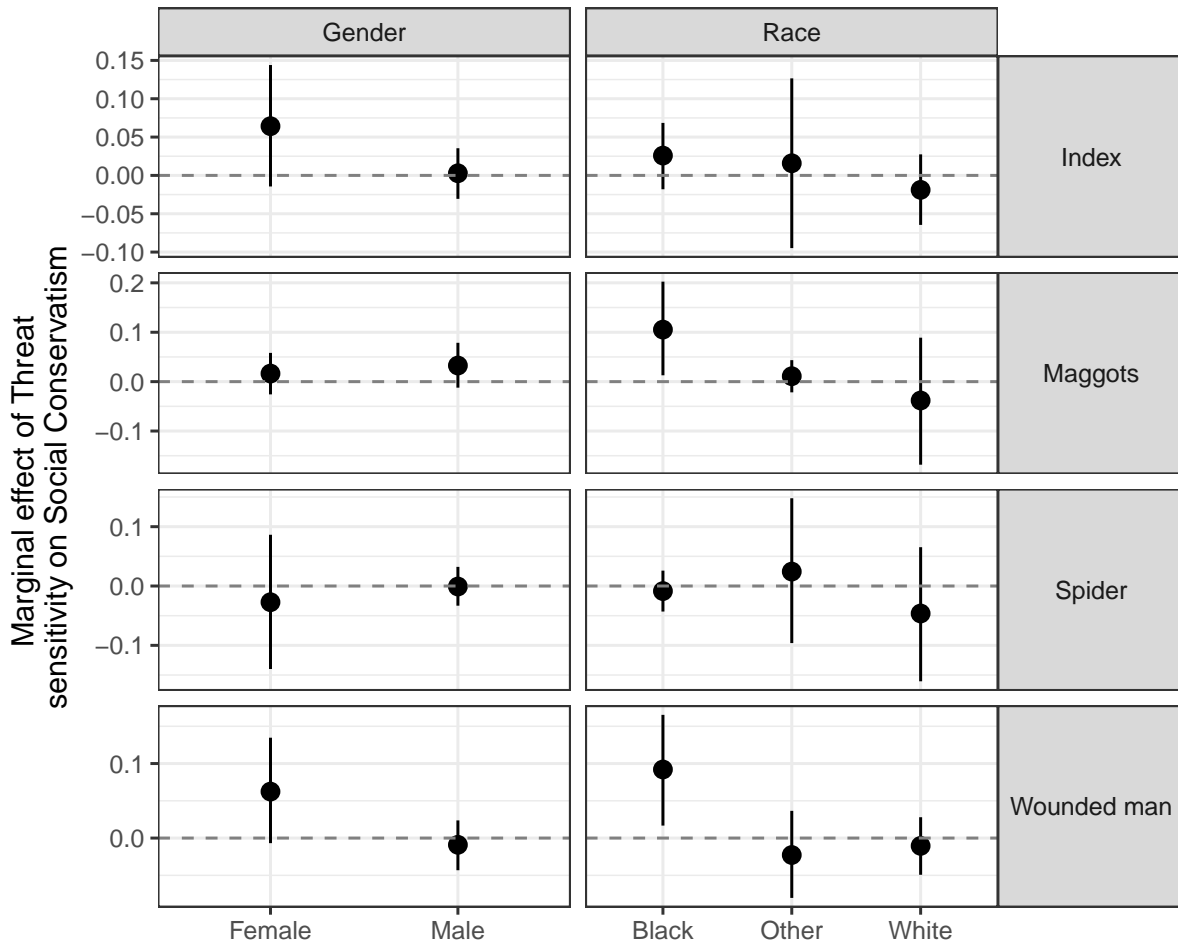 Gender
Race
Marginal effect of Threat
sensitivity on Social Conservatism
0.15
0.10
0.05
0.00
−0.05
−0.10
Index
0.2
0.1
0.0
−0.1
Maggots
0.1
0.0
−0.1
Spider
0.1
0.0
Wounded man
Female
Male
Black
Other
White